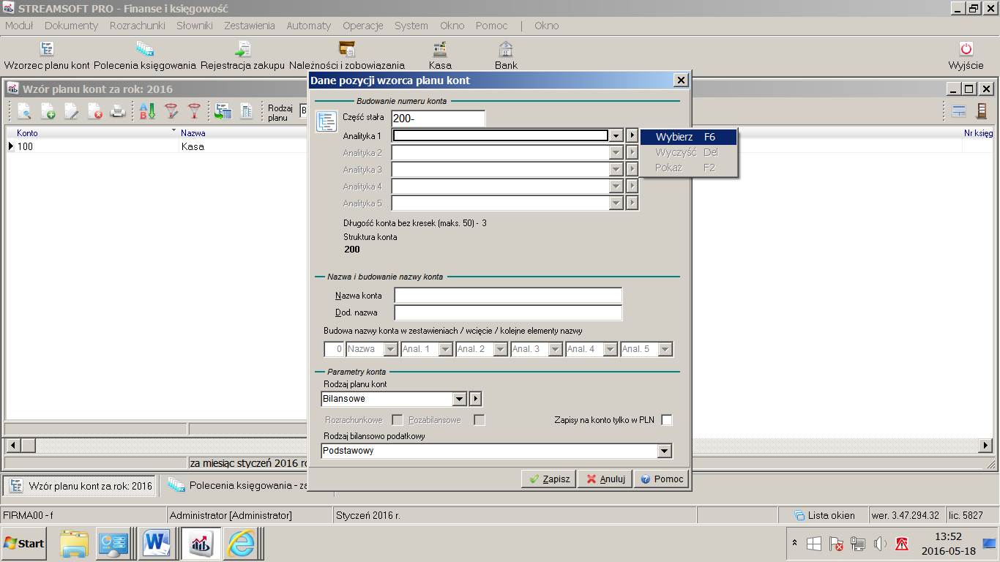 STREAMSOFT PRO - Finanse i księgowość
Moduł Dokumenty Rozrachunki Słowniki Zestawienia Automaty Operacje System Okno Pomoc | Okno
Wzorzec planu kont Polecenia księgowania Rejestracja zakupu Należności i zobowiązania Kasa Bank Wyjście
Dane pozycji wzorca planu kont
Wzór planu kont za rok: 2016
Budowanie numeru konta
Rodzaj planu B
Część stała 200-
Konto Nazwa Nr księg
100 Kasa
Analityka 1
Wybierz F6
Analityka 2
Wyczyść Del
Analityka 3
Pokaż F2
Analityka 4
Analityka 5
Długość konta bez kresek (maks. 50) - 3
Struktura konta
200
Nazwa i budowanie nazwy konta
Nazwa konta
Dod. nazwa
Budowa nazwy konta w zestawieniach / wcięcie / kolejne elementy nazwy
0 Nazwa Anal. 1 Anal. 2 Anal. 3 Anal. 4 Anal. 5
Parametry konta
Rodzaj planu kont
Bilansowe
Rozrachunkowe Pozabilansowe Zapisy na konto tylko w PLN
Rodzaj bilansowo podatkowy
Podstawowy
za miesiąc styczeń 2016 ro
Zapisz Anuluj Pomoc
Wzór planu kont za rok: 2016 Polecenia księgowania - za
FIRMA00 - f Administrator [Administrator] Styczeń 2016 r. Lista okien wer. 3.47.294.32 lic. 5827
Start 13:52
2016-05-18